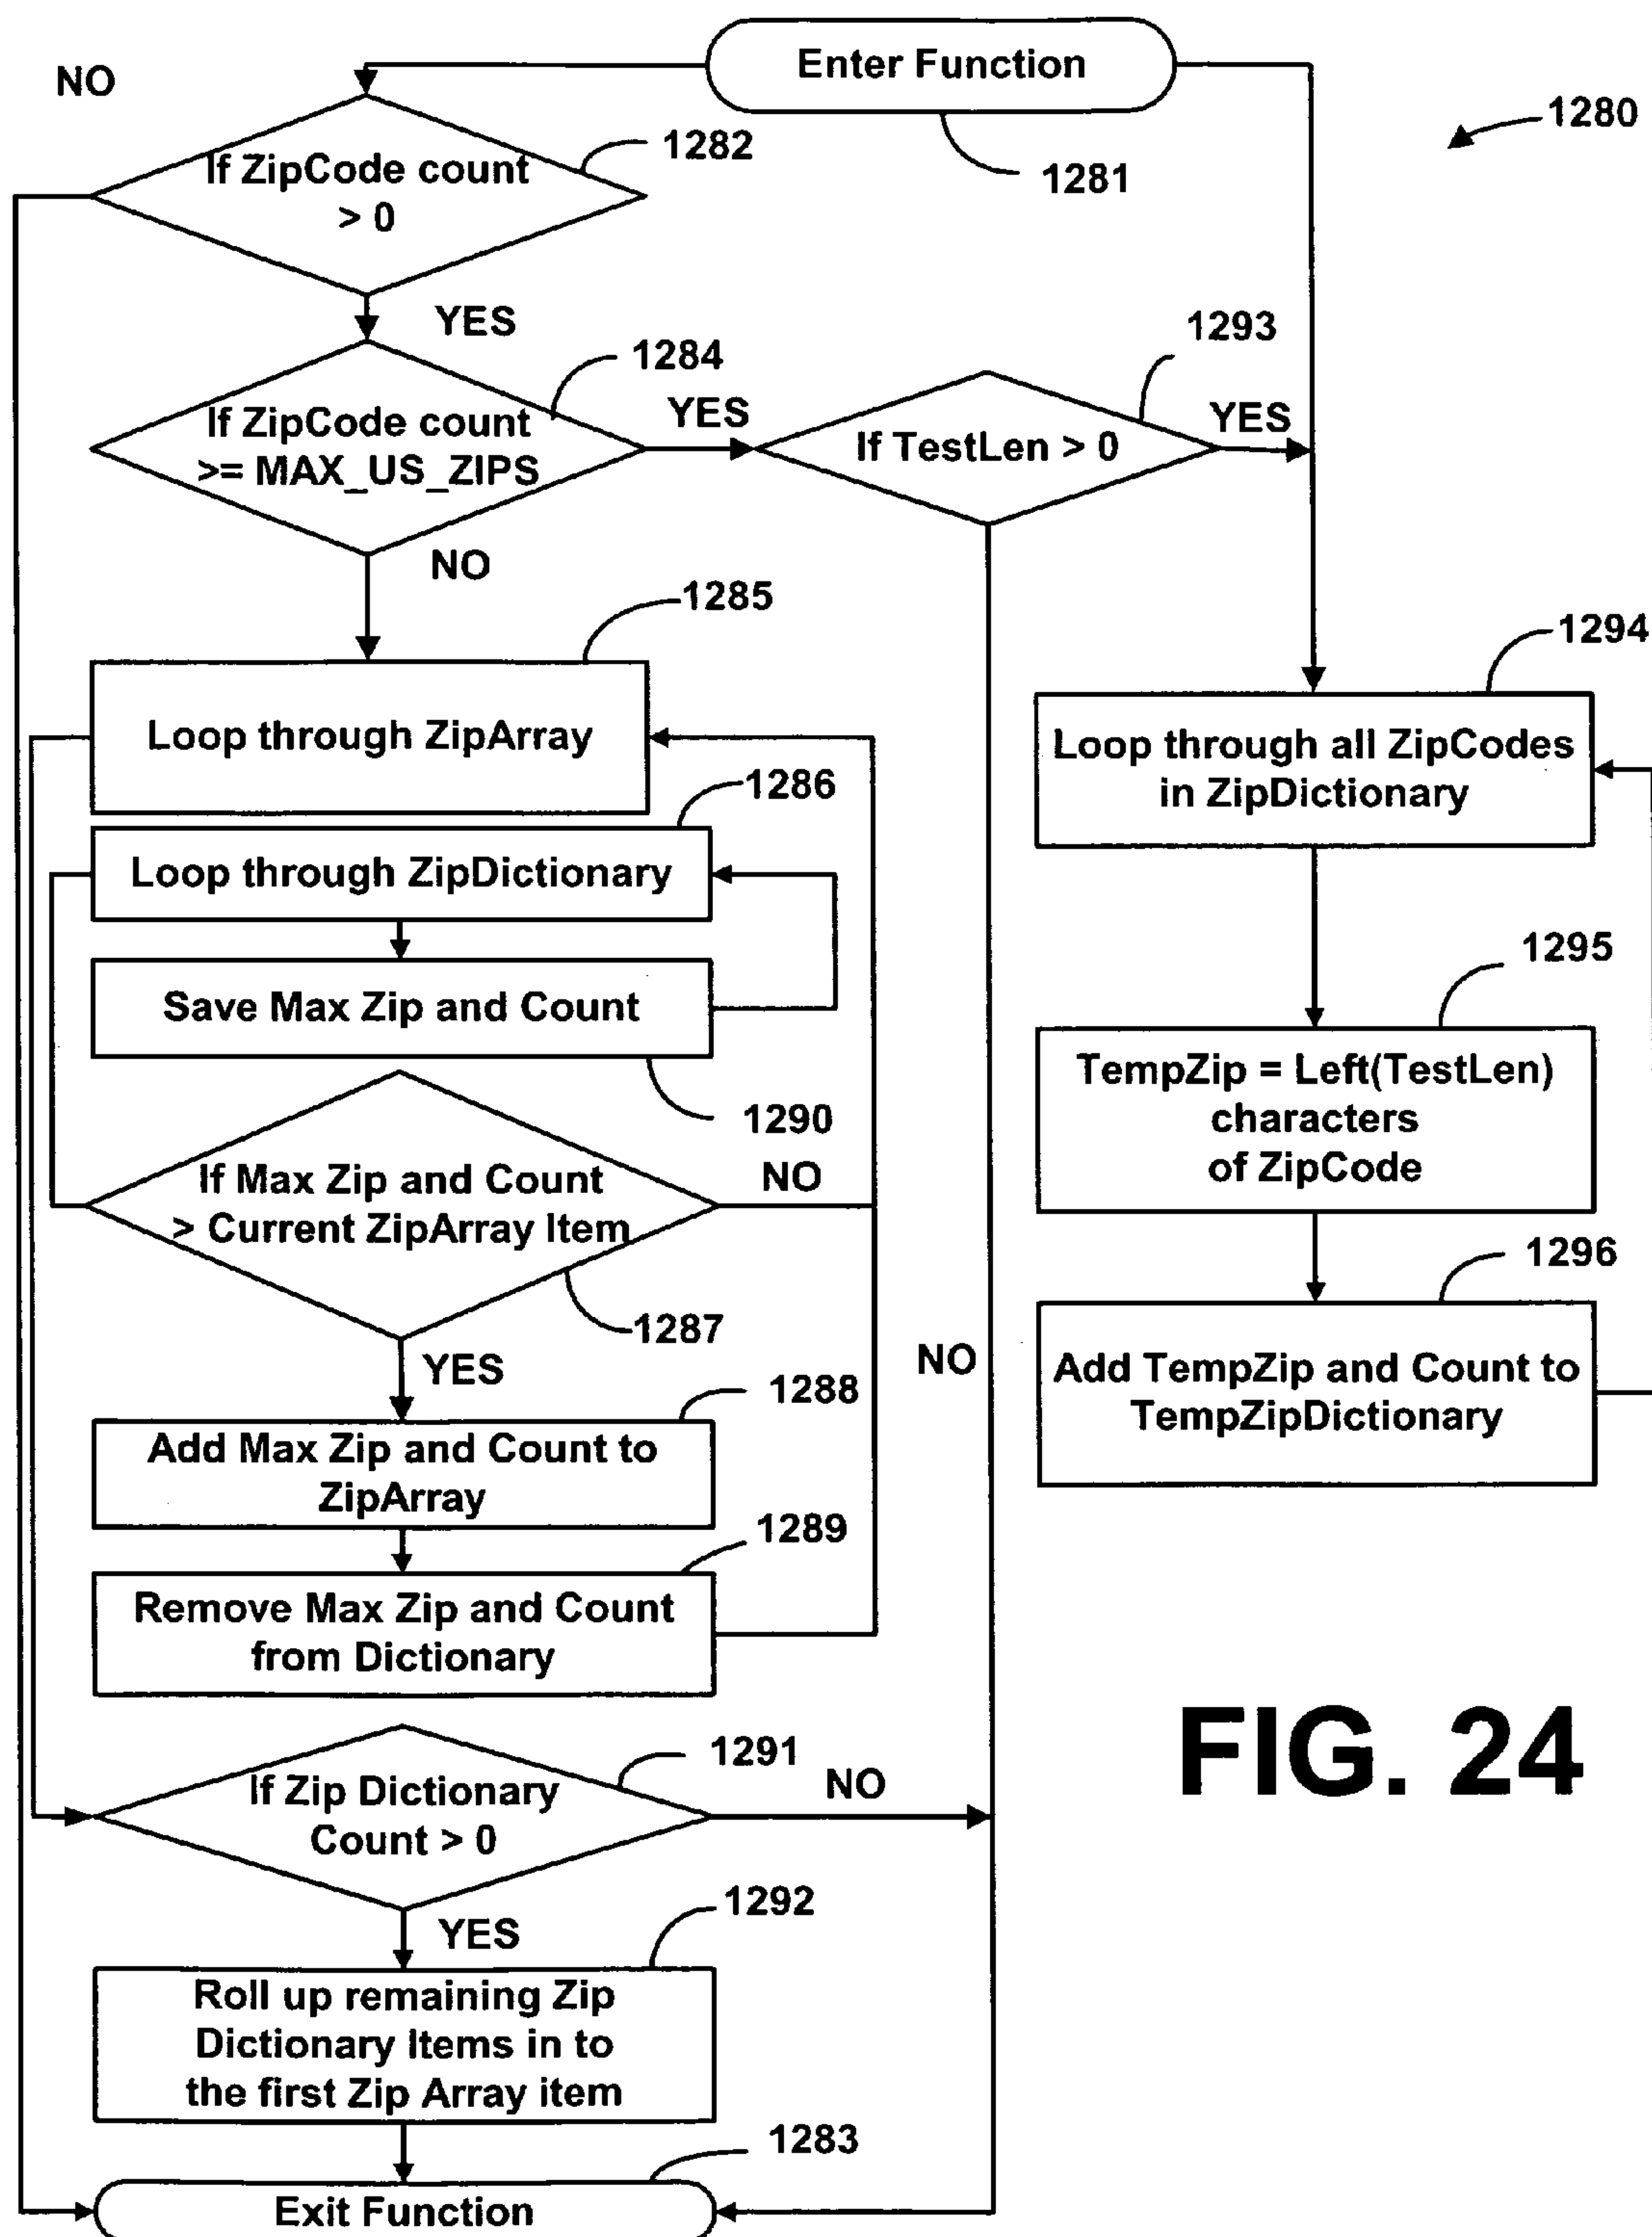 Enter Function
NO
1280
1281
1282
If ZipCode count
> 0
YES
1284
1293
If ZipCode count
>= MAX_US_ZIPS
YES
If TestLen > 0
YES
NO
1285
1294
Loop through ZipArray
Loop through all ZipCodes
in ZipDictionary
1286
Loop through ZipDictionary
1295
Save Max Zip and Count
1290
TempZip = Left(TestLen)
characters
of ZipCode
If Max Zip and Count
> Current ZipArray Item
NO
1296
1287
YES
NO
Add TempZip and Count to
TempZipDictionary
1288
Add Max Zip and Count to
ZipArray
1289
Remove Max Zip and Count
from Dictionary
FIG. 24
1291
If Zip Dictionary
Count > 0
NO
1292
YES
Roll up remaining Zip
Dictionary Items in to
the first Zip Array item
1283
Exit Function